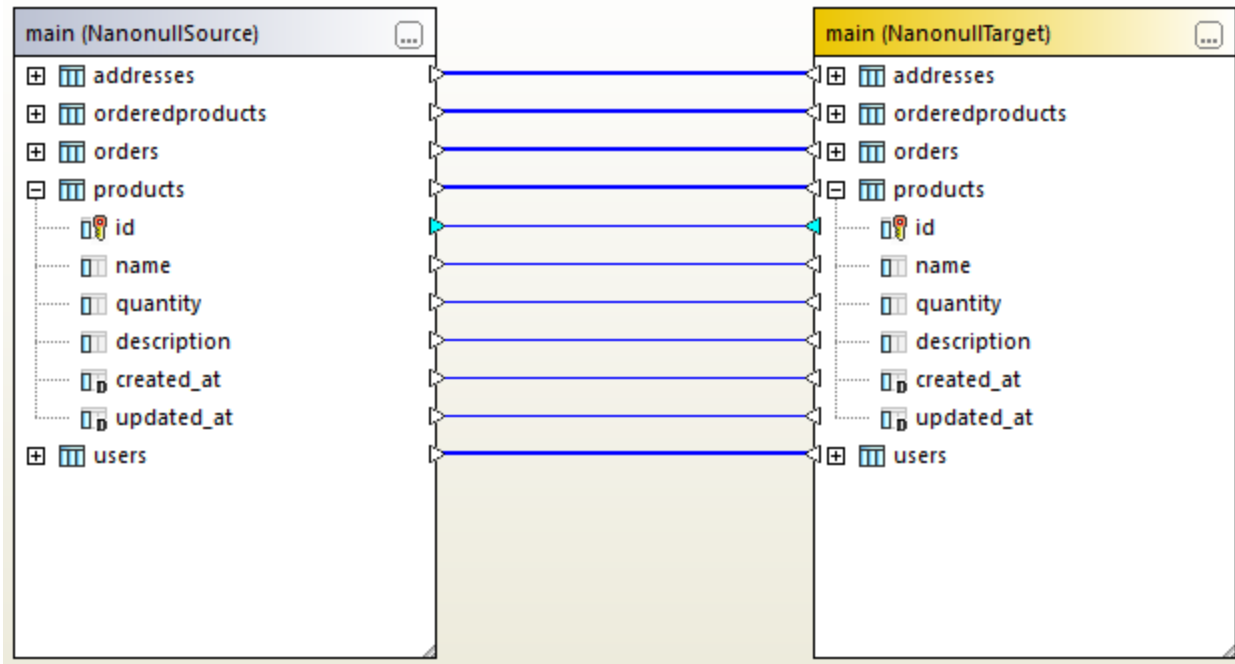 main (NanonullSource)
...
addresses
orderedproducts
orders
products
id
name
quantity
description
D created_at
D updated_at
users
main (NanonullTarget)
...
addresses
orderedproducts
orders
products
id
name
quantity
description
D created_at
D updated_at
users